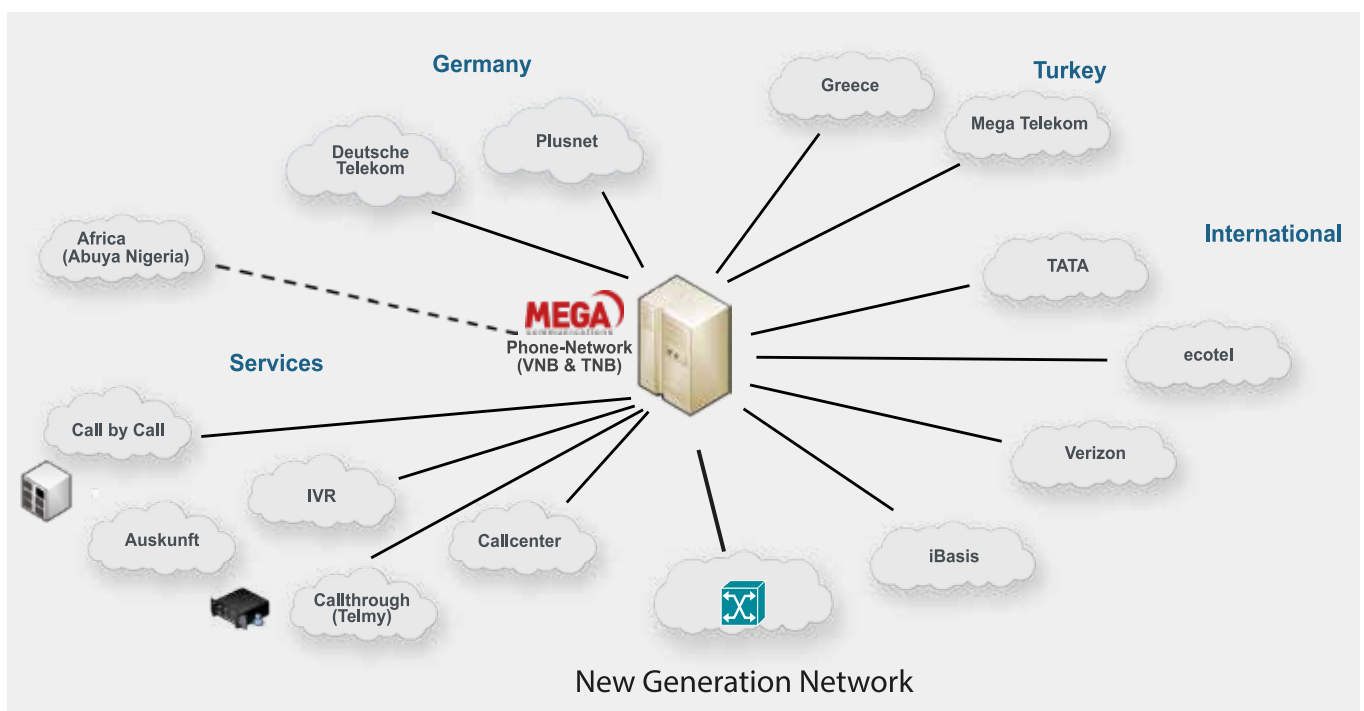 Germany
Turkey
Greece
Mega Telekom
Plusnet
Deutsche
Telekom
Africa
(Abuya Nigeria)
International
TATA
MEGA
communications
Phone-Network
(VNB & TNB)
ecotel
Services
Call by Call
Verizon
IVR
Auskunft
Callcenter
iBasis
Callthrough
(Telmy)
New Generation Network